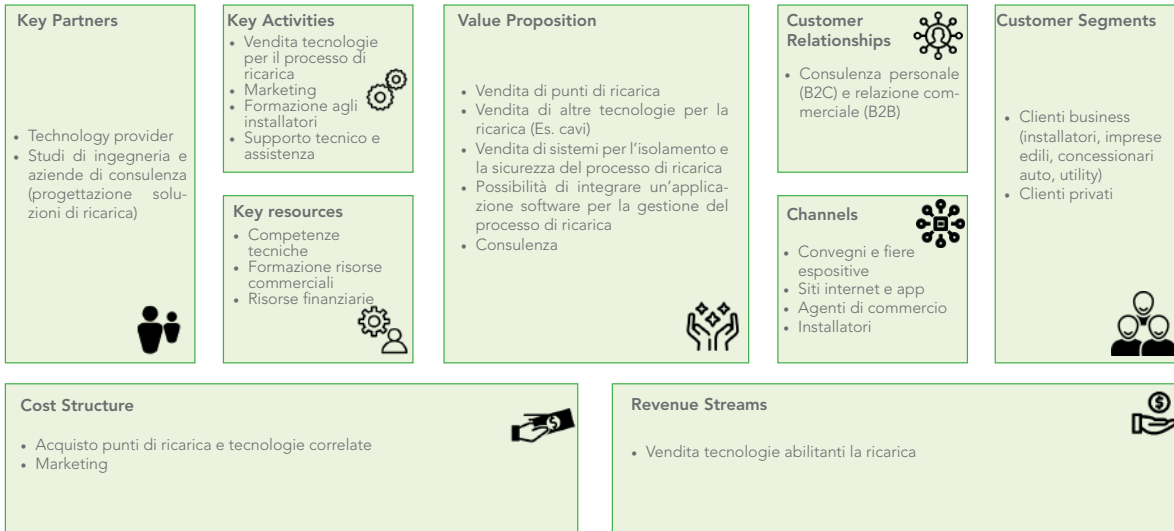 Key Partners
• Technology provider
• Studi di ingegneria e
aziende di consulenza
(progettazione solu-
zioni di ricarica)
Key Activities
• Vendita tecnologie
per il processo di
ricarica
• Marketing
• Formazione agli
installatori
• Supporto tecnico e
assistenza
Key resources
• Competenze
tecniche
• Formazione risorse
commerciali
• Risorse finanziarie
Value Proposition
• Vendita di punti di ricarica
• Vendita di altre tecnologie per la
ricarica (Es. cavi)
• Vendita di sistemi per l'isolamento e
la sicurezza del processo di ricarica
• Possibilità di integrare un'applica-
zione software per la gestione del
processo di ricarica
• Consulenza
Customer
Relationships
• Consulenza personale
(B2C) e relazione com-
merciale (B2B)
Channels
• Convegni e fiere
espositive
• Siti internet e app
• Agenti di commercio
• Installatori
Customer Segments
• Clienti business
(installatori, imprese
edili, concessionari
auto, utility)
• Clienti privati
Cost Structure
• Acquisto punti di ricarica e tecnologie correlate
• Marketing
Revenue Streams
• Vendita tecnologie abilitanti la ricarica